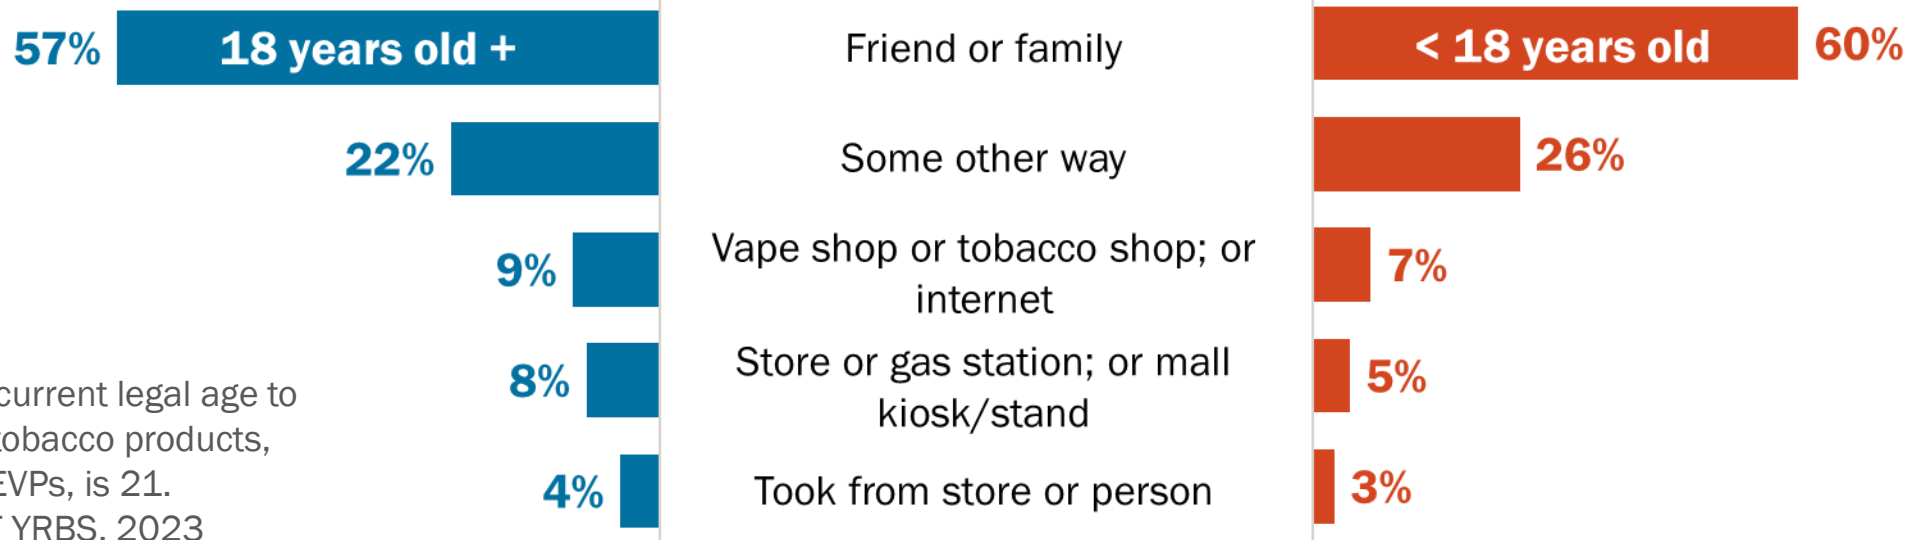 57% 18 years old + Friend or family < 18 years old 60%
22% Some other way 26%
9% Vape shop or tobacco shop; or internet 7%
8% Store or gas station; or mall kiosk/stand 5%
4% Took from store or person 3%
current legal age to
tobacco products,
EVPs, is 21.
YRBS, 2023